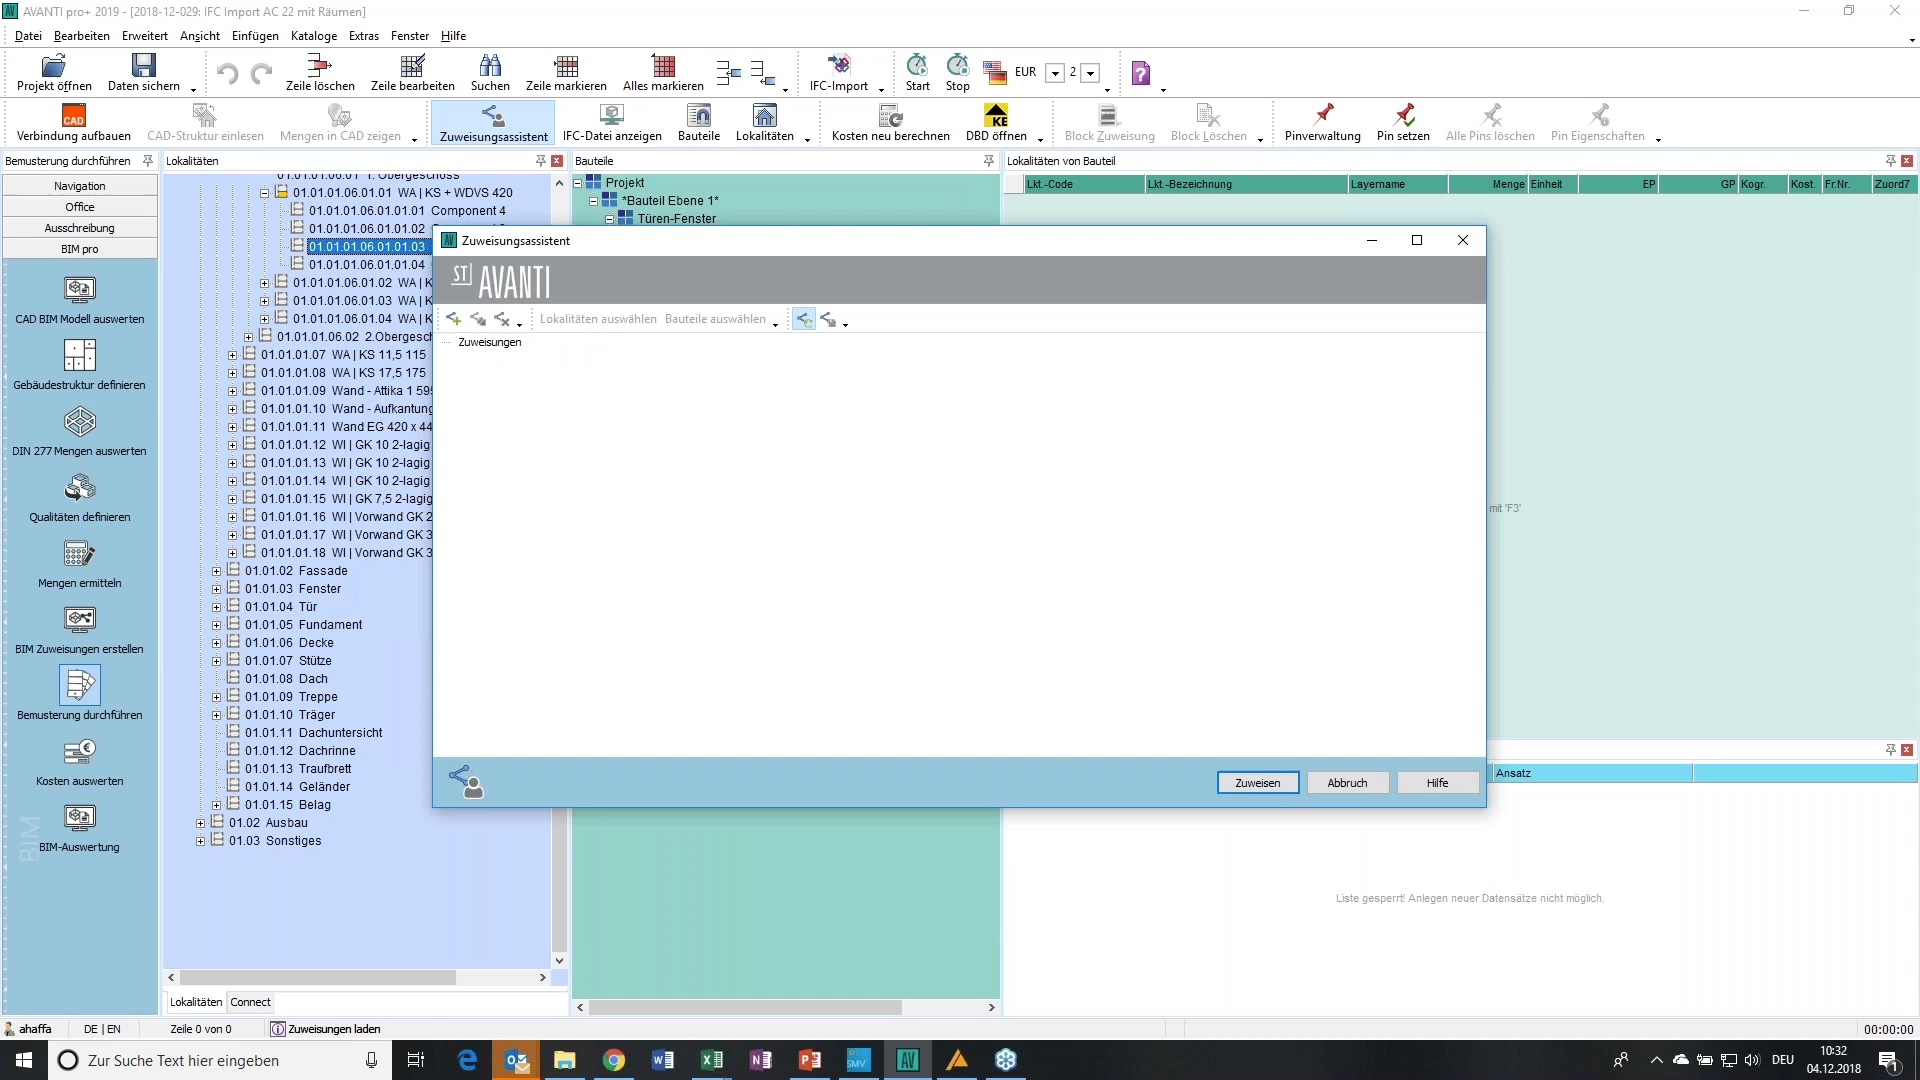 AVANTI pro+ 2019 - [2018-12-029: IFC Import AC 22 mit Räumen]
Datei Bearbeiten Erweitert Ansicht Einfügen Kataloge Extras Fenster Hilfe
Projekt öffnen Daten sichern Zeile löschen Zeile bearbeiten Suchen Zeile markieren Alles markieren IFC-Import Start Stop EUR 2
CAD
KE
Verbindung aufbauen CAD-Struktur einlesen Mengen in CAD zeigen Zuweisungsassistent IFC-Datei anzeigen Bauteile Lokalitäten Kosten neu berechnen DBD öffnen Block Zuweisung Block Löschen Pinverwaltung Pin setzen Alle Pins löschen Pin Eigenschaften
Bemusterung durchführen
Navigation
Office
Ausschreibung
BIM pro
CAD BIM Modell auswerten
Gebäudestruktur definieren
DIN 277 Mengen auswerten
Qualitäten definieren
Mengen ermitteln
BIM Zuweisungen erstellen
Bemusterung durchführen
Kosten auswerten
BIM-Auswertung
BIM
Lokalitäten
01.01.01.06.01 1. Obergeschoss
01.01.01.06.01.01 WA | KS + WDVS 420
01.01.01.06.01.01.01 Component 4
01.01.01.06.01.01.02
01.01.01.06.01.01.03
01.01.01.06.01.01.04
01.01.01.06.01.02 WA | K
01.01.01.06.01.03 WA | K
01.01.01.06.01.04 WA | K
01.01.01.06.02 2.Obergesch
01.01.01.07 WA | KS 11,5 115
01.01.01.08 WA | KS 17,5 175
01.01.01.09 Wand - Attika 1 595
01.01.01.10 Wand - Aufkantung
01.01.01.11 Wand EG 420 x 44
01.01.01.12 WI | GK 10 2-lagig
01.01.01.13 WI | GK 10 2-lagig
01.01.01.14 WI | GK 10 2-lagig
01.01.01.15 WI | GK 7,5 2-lagig
01.01.01.16 WI | Vorwand GK 2
01.01.01.17 WI | Vorwand GK 3
01.01.01.18 WI | Vorwand GK 3
01.01.02 Fassade
01.01.03 Fenster
01.01.04 Tür
01.01.05 Fundament
01.01.06 Decke
01.01.07 Stütze
01.01.08 Dach
01.01.09 Treppe
01.01.10 Träger
01.01.11 Dachuntersicht
01.01.12 Dachrinne
01.01.13 Traufbrett
01.01.14 Geländer
01.01.15 Belag
01.02 Ausbau
01.03 Sonstiges
Lokalitäten Connect
Bauteile
Projekt
*Bauteil Ebene 1*
Türen-Fenster
Lokalitäten von Bauteil
Lkt.-Code Lkt.-Bezeichnung Layername Menge Einheit EP GP Kogr. Kost. Fr.Nr. Zuord7
mit 'F3'
Ansatz
Liste gesperrt! Anlegen neuer Datensätze nicht möglich.
Zuweisungsassistent
ST AVANTI
Lokalitäten auswählen Bauteile auswählen
Zuweisungen
Zuweisen Abbruch Hilfe
ahaffa DE | EN Zeile 0 von 0 Zuweisungen laden 00:00:00
Zur Suche Text hier eingeben
SMV
AV
DEU
10:32
04.12.2018
1